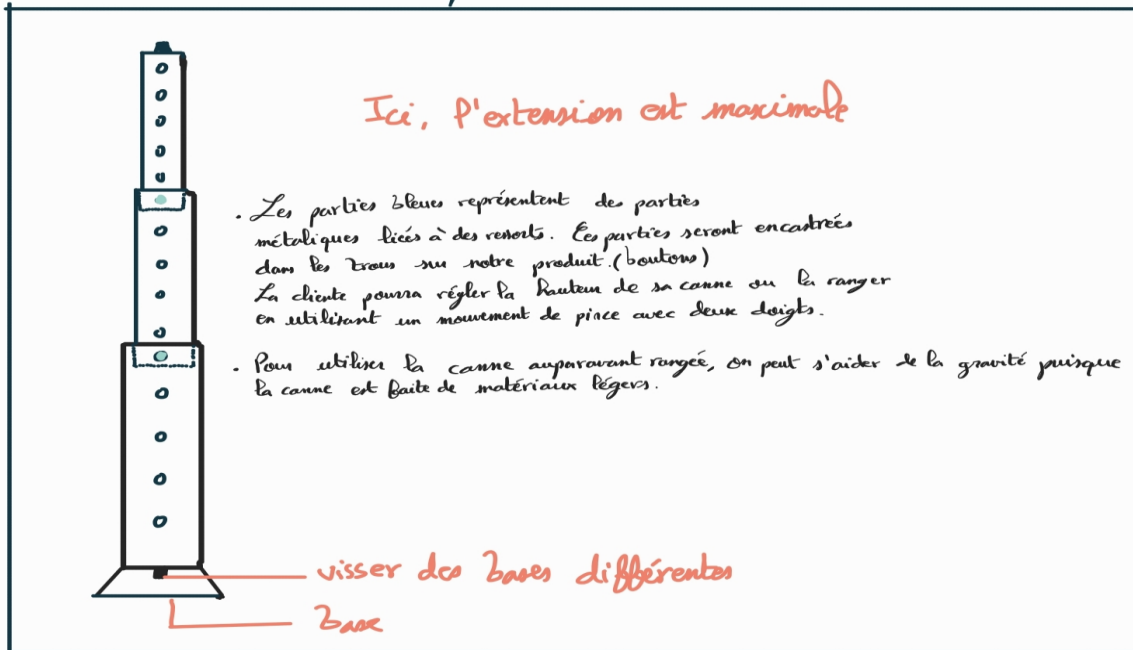 Ici, l'extension est maximale
. Les parties bleues représentent des parties
métaliques liées à des ressorts. Ces parties seront encastreés
dans les trous sur notre produit. (boutons)
La cliente pourra régler la hauteur de sa canne ou la ranger
en utilisant un mouvement de pince avec deux doigts.
. Pour utiliser la canne auparavant rangée, on peut s'aider de la gravité puisque
la canne est faite de matériaux légers.
visser des bases différentes
Base